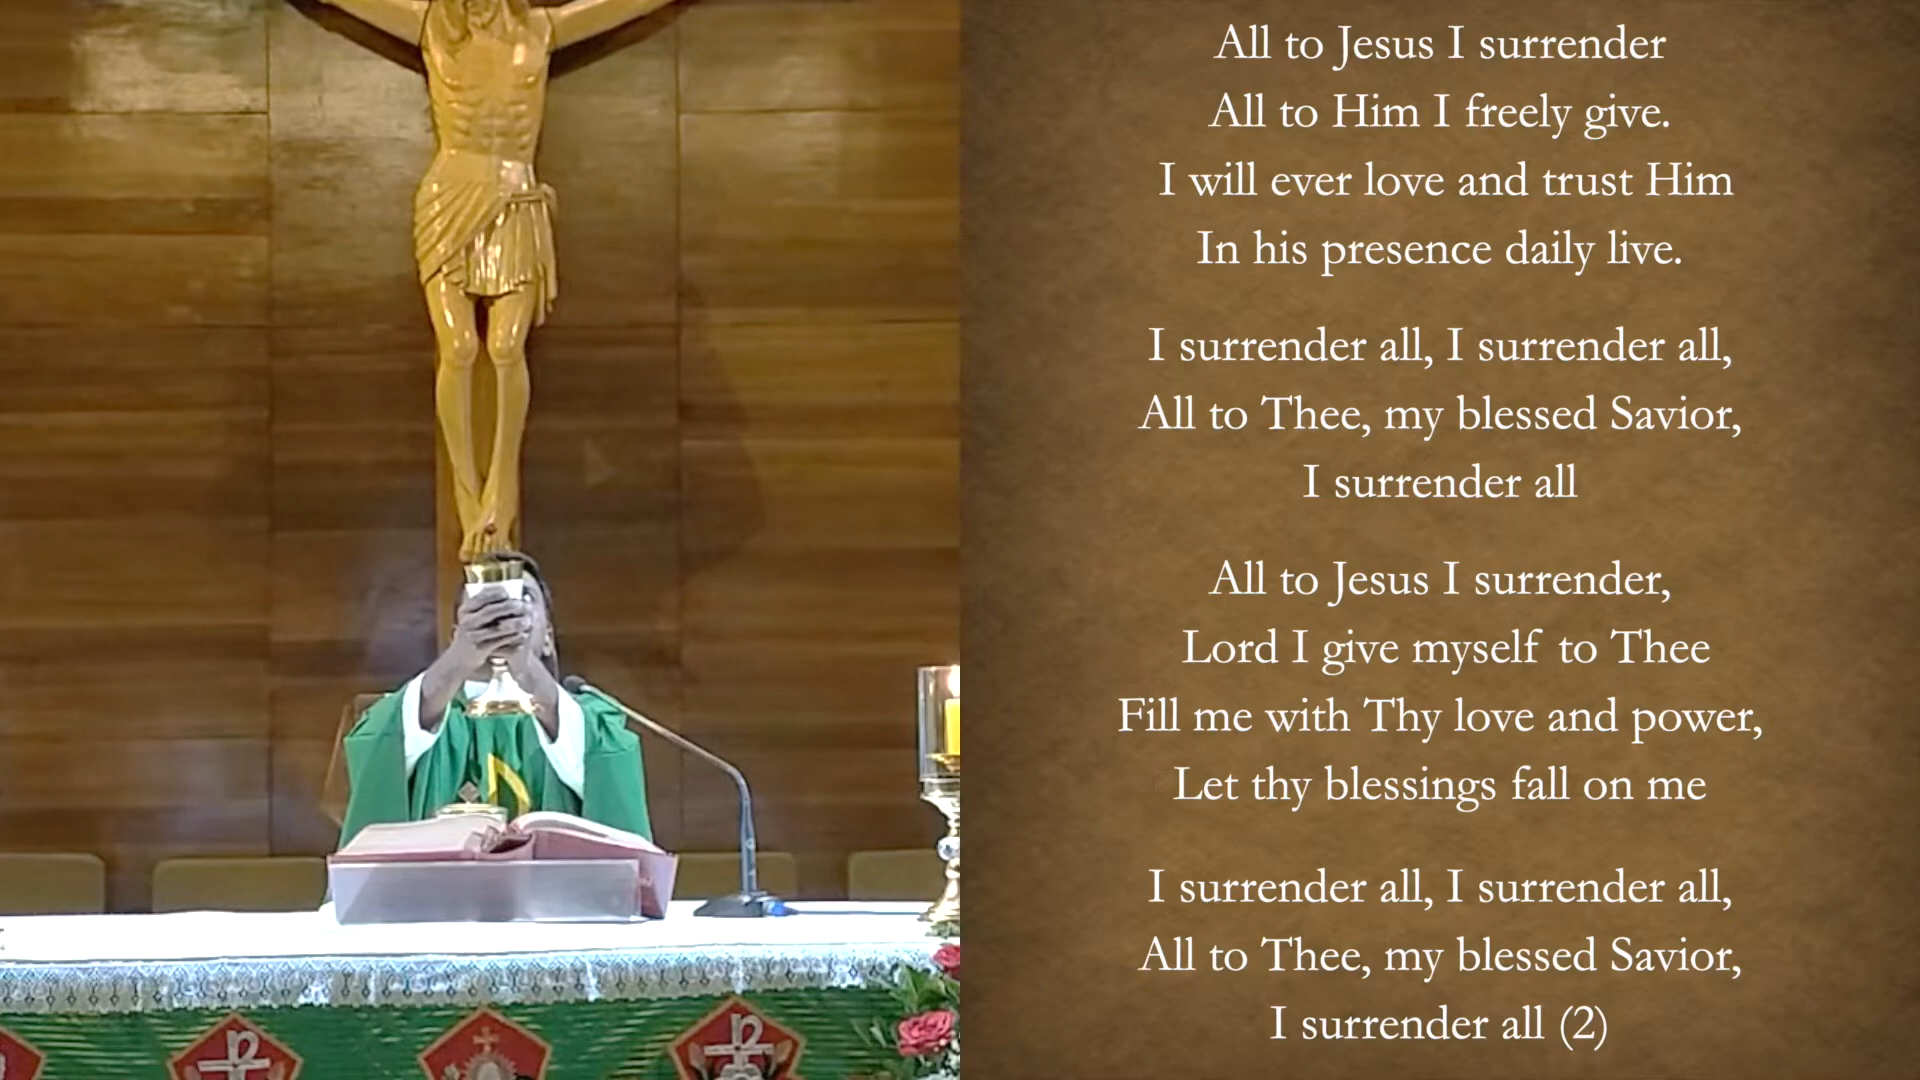 All to Jesus I surrender
All to Him I freely give.
I will ever love and trust Him
In his presence daily live.
I surrender all, I surrender all,
All to Thee, my blessed Savior,
I surrender all
All to Jesus I surrender,
Lord I give myself to Thee
Fill me with Thy love and power,
Let thy blessings fall on me
I surrender all, I surrender all,
All to Thee, my blessed Savior,
I surrender all (2)